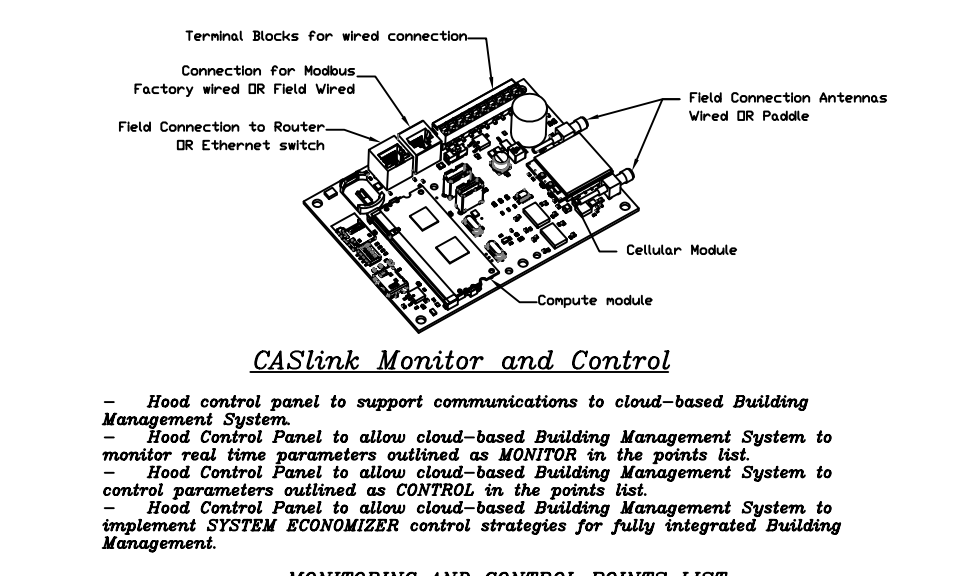 Terminal Blocks for wired connection
Connection for Modbus
Factory wired OR Field Wired
Field Connection to Router
OR Ethernet switch
Field Connection Antennas
Wired OR Paddle
Cellular Module
Compute module
CASlink Monitor and Control
- Hood control panel to support communications to cloud-based Building
Management System.
- Hood Control Panel to allow cloud-based Building Management System to
monitor real time parameters outlined as MONITOR in the points list.
- Hood Control Panel to allow cloud-based Building Management System to
control parameters outlined as CONTROL in the points list.
- Hood Control Panel to allow cloud-based Building Management System to
implement SYSTEM ECONOMIZER control strategies for fully integrated Building
Management.
MONITORING AND CONTROL POINTS LIST